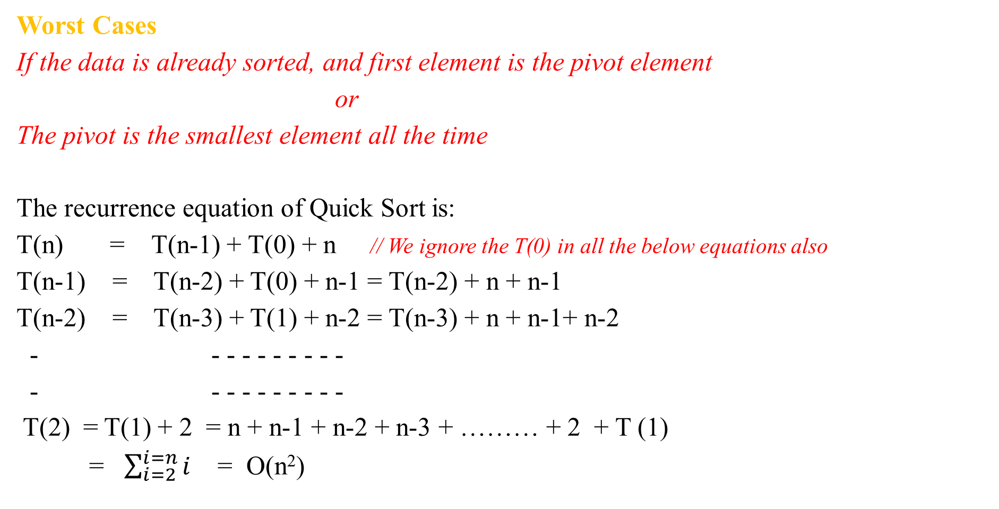 Worst Cases
If the data is already sorted, and first element is the pivot element
or
The pivot is the smallest element all the time
The recurrence equation of Quick Sort is:
T(n) = T(n-1) + T(0) + n // We ignore the T(0) in all the below equations also
T(n-1) = T(n-2) + T(0) + n-1 = T(n-2) + n + n-1
T(n-2) = T(n-3) + T(1) + n-2 = T(n-3) + n + n-1+ n-2
- - - - - - - - - -
- - - - - - - - - -
T(2) = T(1) + 2 = n + n-1 + n-2 + n-3 + ……… + 2 + T (1)
= ∑_{i=2}^{i=n} i = O(n²)